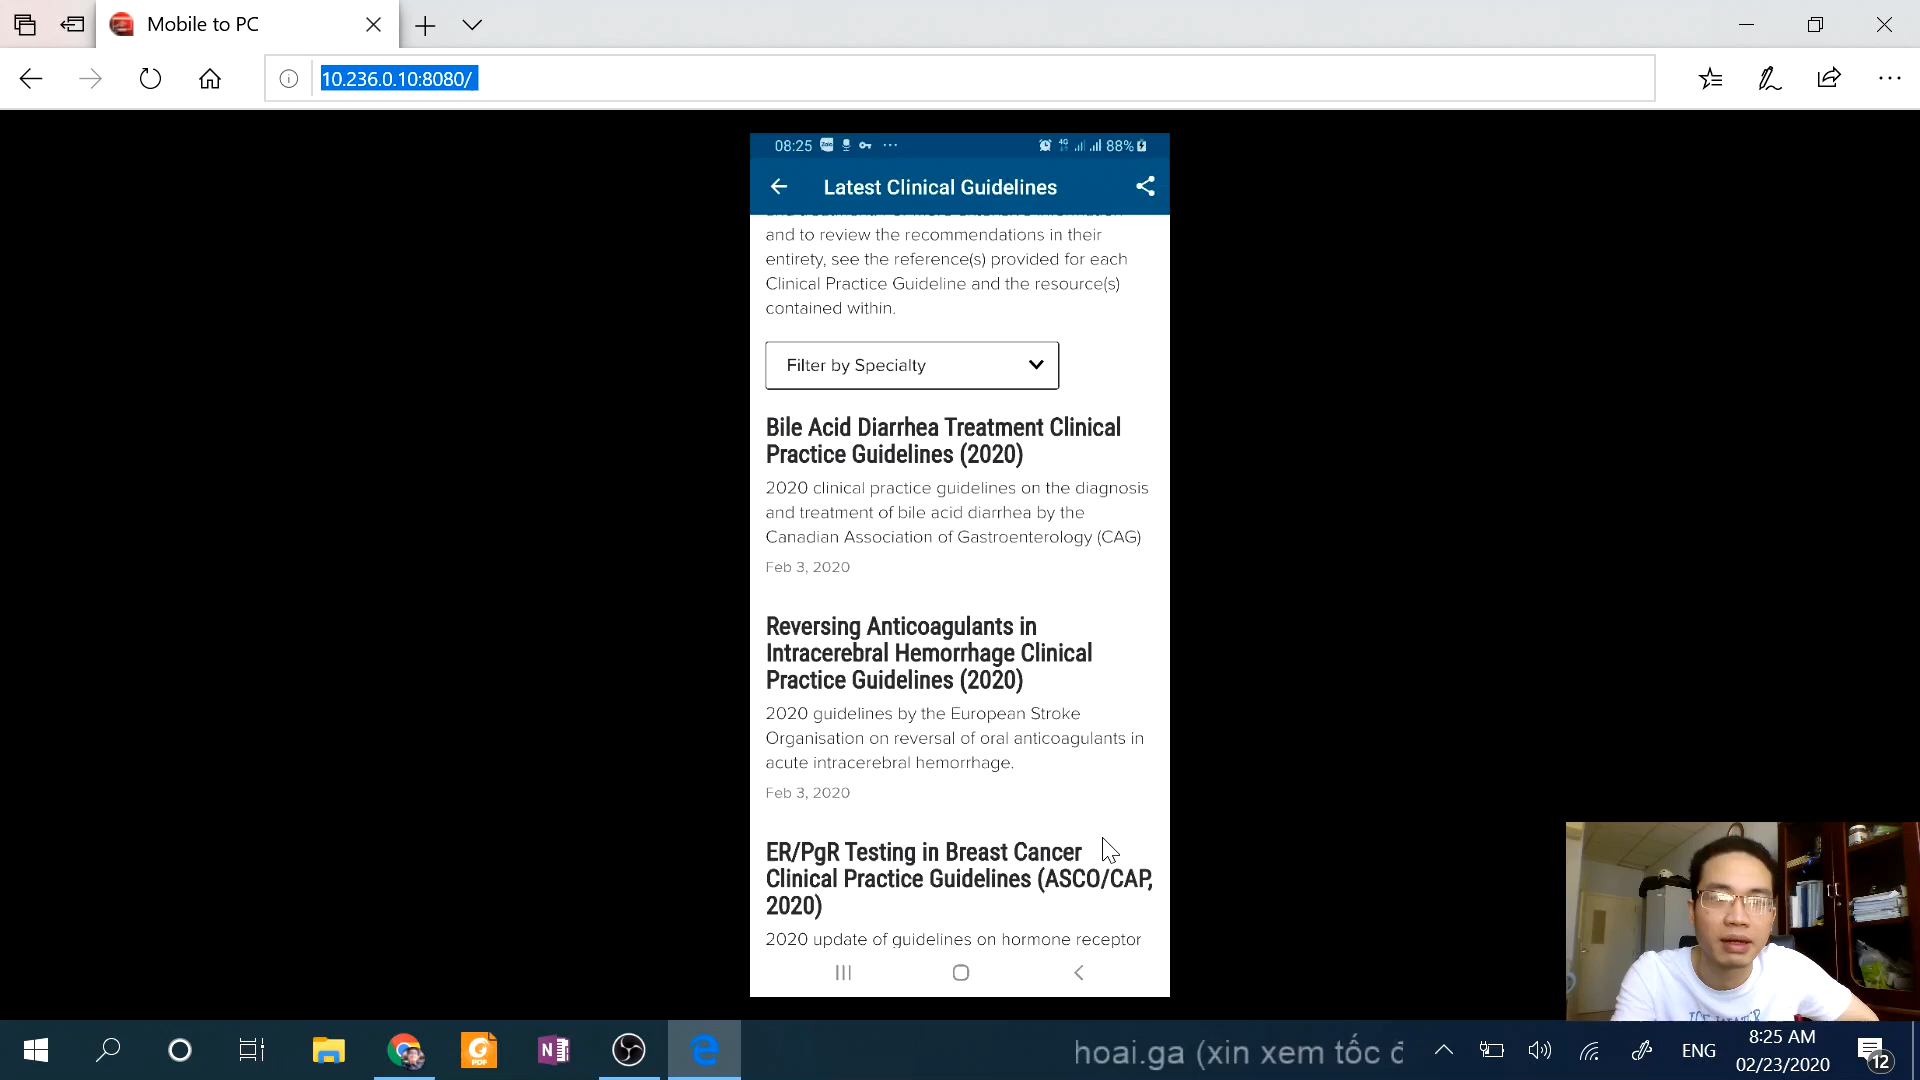 Mobile to PC
10.236.0.10:8080/
08:25
88%
Latest Clinical Guidelines
and to review the recommendations in their
entirety, see the reference(s) provided for each
Clinical Practice Guideline and the resource(s)
contained within.
Filter by Specialty
Bile Acid Diarrhea Treatment Clinical
Practice Guidelines (2020)
2020 clinical practice guidelines on the diagnosis
and treatment of bile acid diarrhea by the
Canadian Association of Gastroenterology (CAG)
Feb 3, 2020
Reversing Anticoagulants in
Intracerebral Hemorrhage Clinical
Practice Guidelines (2020)
2020 guidelines by the European Stroke
Organisation on reversal of oral anticoagulants in
acute intracerebral hemorrhage.
Feb 3, 2020
ER/PgR Testing in Breast Cancer
Clinical Practice Guidelines (ASCO/CAP,
2020)
2020 update of guidelines on hormone receptor
hoai.ga (xin xem tốc
ENG
8:25 AM
02/23/2020
12